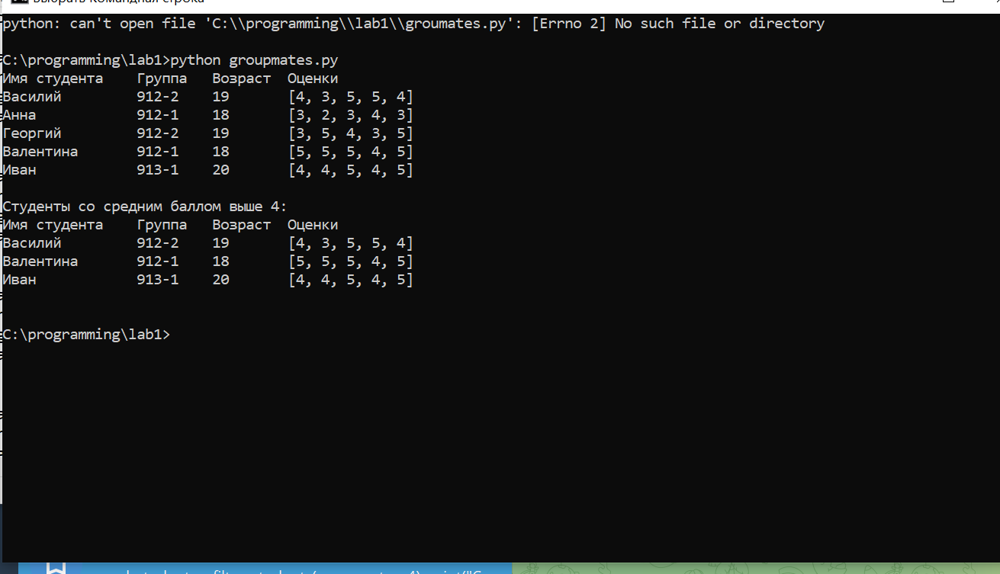 Выбрать Командная строка
python: can't open file 'C:\\programming\\lab1\\groumates.py': [Errno 2] No such file or directory
C:\programming\lab1>python groupmates.py
Имя студента    Группа   Возраст  Оценки
Василий         912-2    19       [4, 3, 5, 5, 4]
Анна            912-1    18       [3, 2, 3, 4, 3]
Георгий         912-2    19       [3, 5, 4, 3, 5]
Валентина       912-1    18       [5, 5, 5, 4, 5]
Иван            913-1    20       [4, 4, 5, 4, 5]
Студенты со средним баллом выше 4:
Имя студента    Группа   Возраст  Оценки
Василий         912-2    19       [4, 3, 5, 5, 4]
Валентина       912-1    18       [5, 5, 5, 4, 5]
Иван            913-1    20       [4, 4, 5, 4, 5]
C:\programming\lab1>